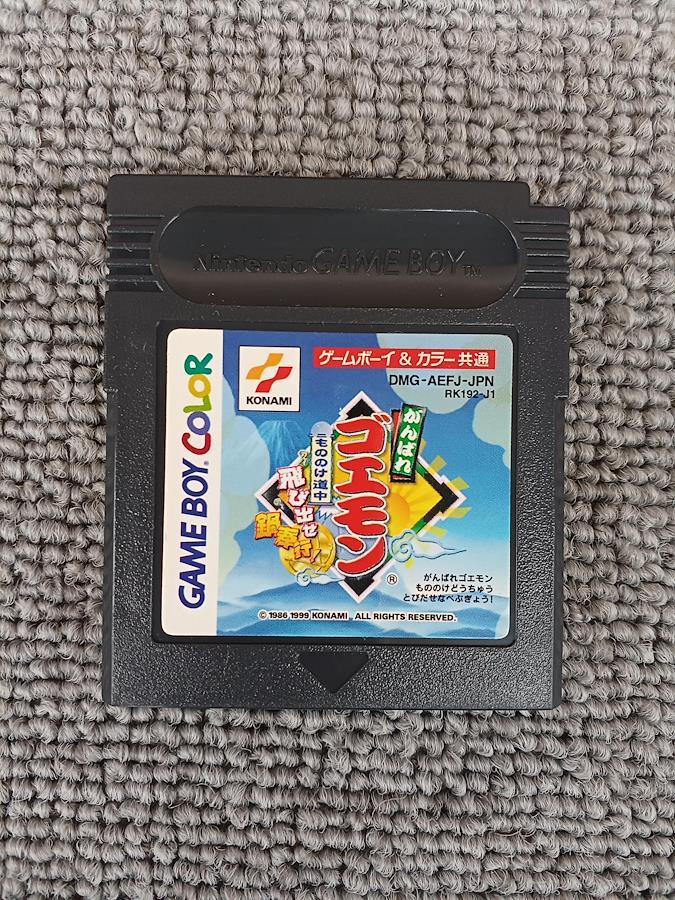 Nintendo GAME BOY TM
GAME BOY COLOR
KONAMI
ゲームボーイ & カラー共通
DMG-AEFJ-JPN
RK192-J1
がんばれ
ゴエモン
もののけ道中
飛び出せ
鍋奉行!
®
がんばれゴエモン
もののけどうちゅう
とびだせなべぶぎょう!
© 1986 1999 KONAMI ALL RIGHTS RESERVED.